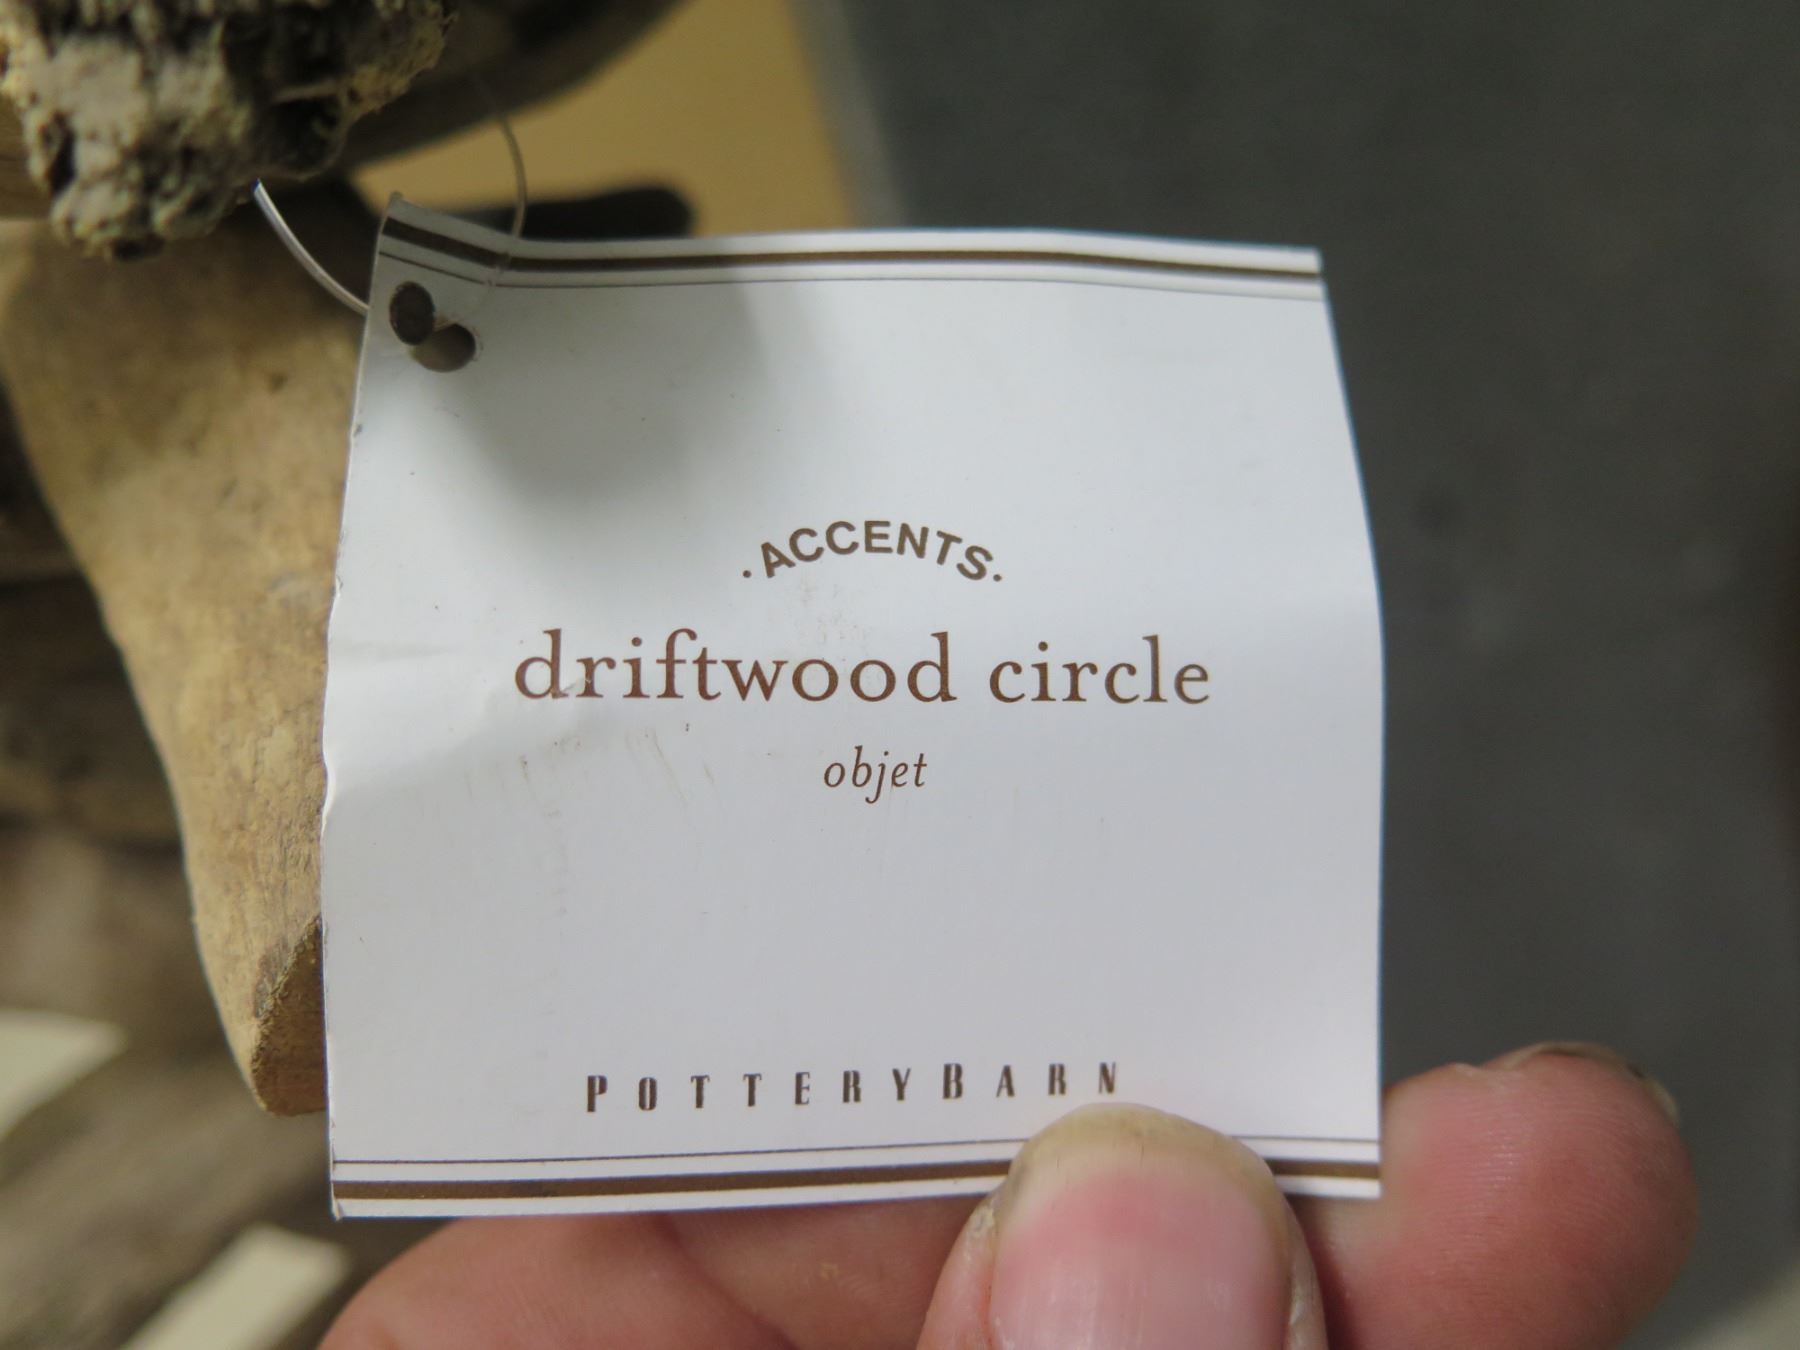 ·ACCENTS·
driftwood circle
objet
POTTERYBARN